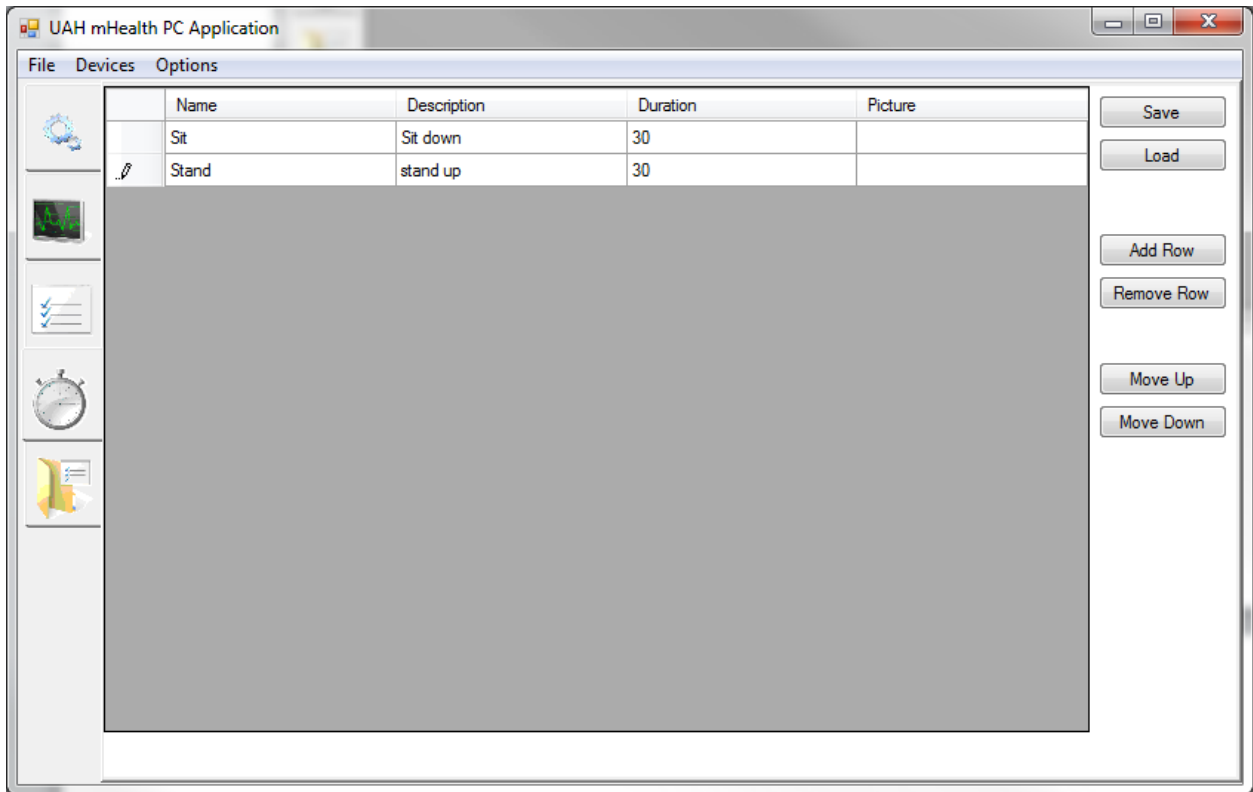 UAH mHealth PC Application
File Devices Options
Name Description Duration Picture
Sit Sit down 30
Stand stand up 30
Save
Load
Add Row
Remove Row
Move Up
Move Down